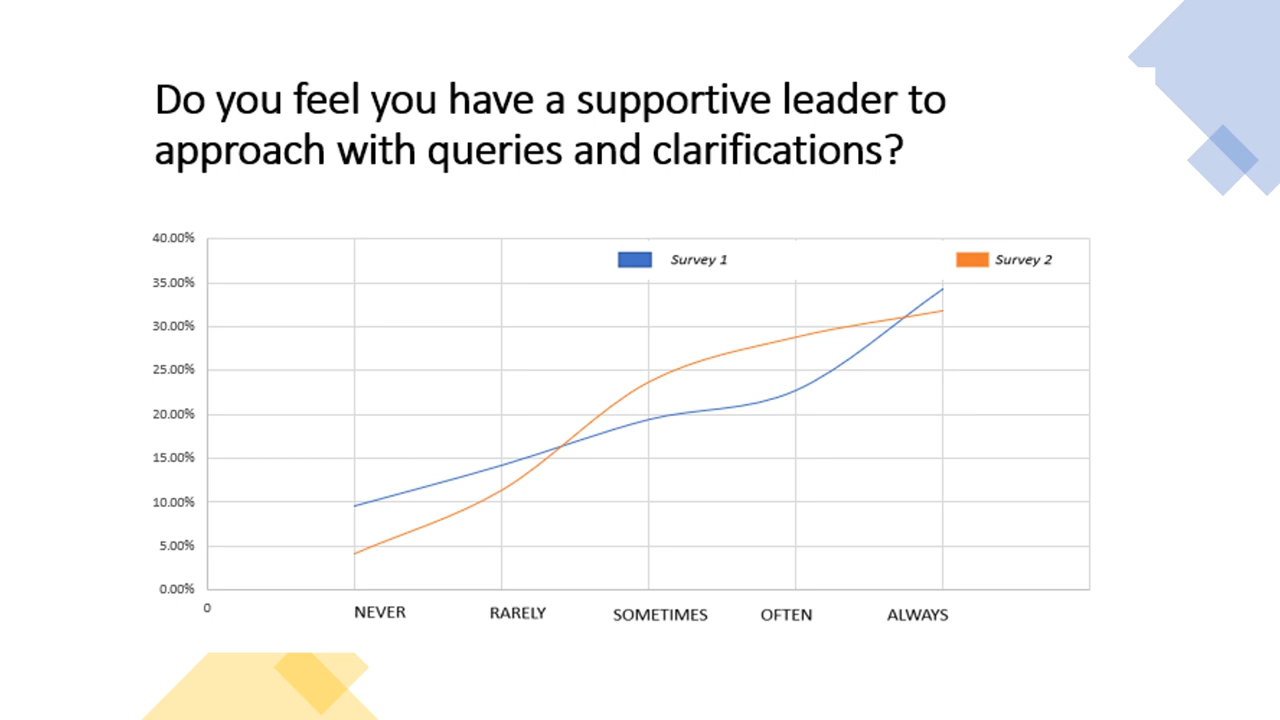 Do you feel you have a supportive leader to
approach with queries and clarifications?
40.00%
Survey 1
Survey 2
35.00%
30.00%
25.00%
20.00%
15.00%
10.00%
5.00%
0.00%
0
NEVER
RARELY
SOMETIMES
OFTEN
ALWAYS